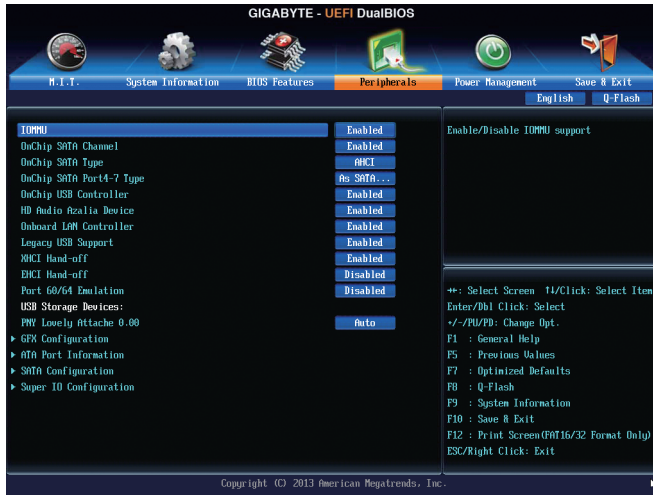 GIGABYTE - UEFI DualBIOS
M.I.T. System Information BIOS Features Peripherals Power Management Save & Exit
English Q-Flash
IOMMU Enabled
OnChip SATA Channel Enabled
OnChip SATA Type AHCI
OnChip SATA Port4-7 Type As SATA...
OnChip USB Controller Enabled
HD Audio Azalia Device Enabled
Onboard LAN Controller Enabled
Legacy USB Support Enabled
XHCI Hand-off Enabled
EHCI Hand-off Disabled
Port 60/64 Emulation Disabled
USB Storage Devices:
PNY Lovely Attache 0.00 Auto
GFX Configuration
ATA Port Information
SATA Configuration
Super IO Configuration
Enable/Disable IOMMU support
→←: Select Screen ↑↓/Click: Select Item
Enter/Dbl Click: Select
+/-/PU/PD: Change Opt.
F1 : General Help
F5 : Previous Values
F7 : Optimized Defaults
F8 : Q-Flash
F9 : System Information
F10 : Save & Exit
F12 : Print Screen(FAT16/32 Format Only)
ESC/Right Click: Exit
Copyright (C) 2013 American Megatrends, Inc.